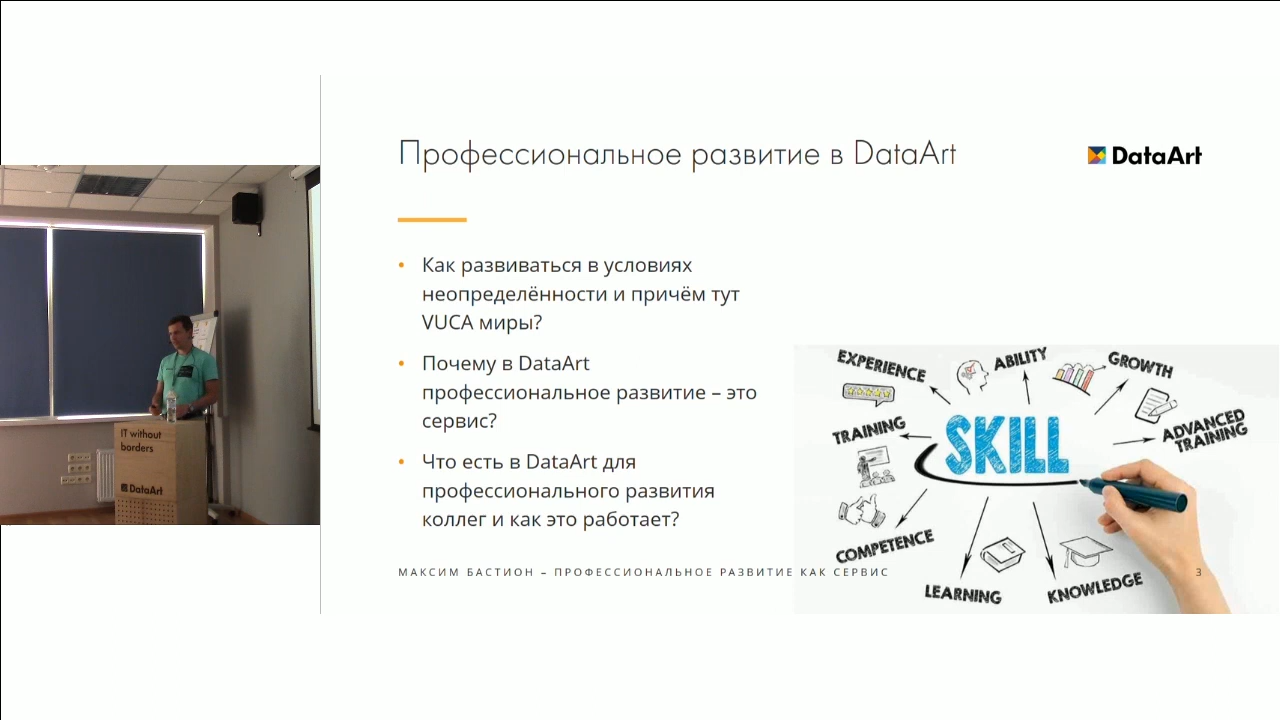 Профессиональное развитие в DataArt
DataArt
• Как развиваться в условиях
неопределённости и причём тут
VUCA миры?
• Почему в DataArt
профессиональное развитие – это
сервис?
• Что есть в DataArt для
профессионального развития
коллег и как это работает?
EXPERIENCE
ABILITY
GROWTH
TRAINING
SKILL
ADVANCED
TRAINING
COMPETENCE
LEARNING
KNOWLEDGE
МАКСИМ БАСТИОН – ПРОФЕССИОНАЛЬНОЕ РАЗВИТИЕ КАК СЕРВИС
3
IT without
borders
DataArt